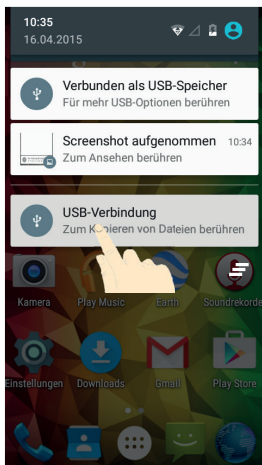 10:35
16.04.2015
Verbunden als USB-Speicher
Für mehr USB-Optionen berühren
Screenshot aufgenommen 10:34
Zum Ansehen berühren
USB-Verbindung
Zum Kopieren von Dateien berühren
Kamera Play Music Earth Soundrekorde
Einstellungen Downloads Gmail Play Store